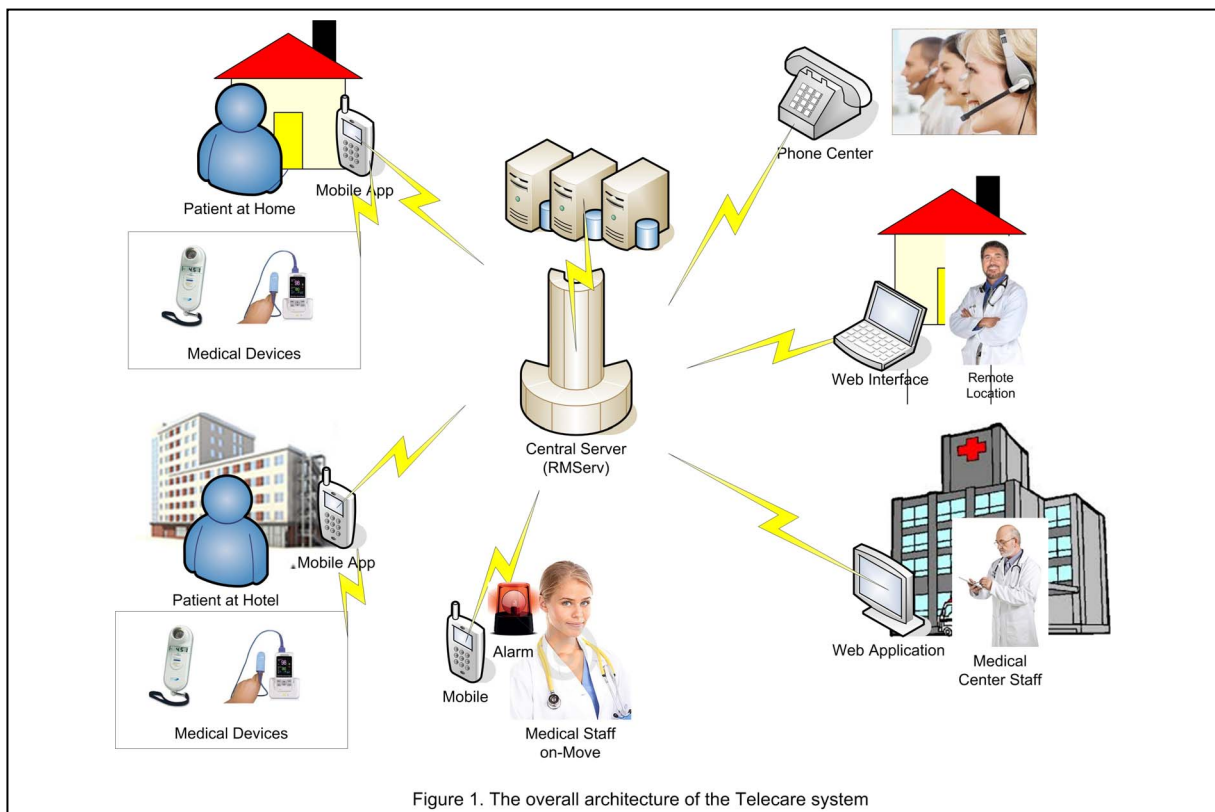 Phone Center
Mobile App
Patient at Home
Medical Devices
Web Interface
Remote
Location
Central Server
(RMServ)
Mobile App
Patient at Hotel
Medical Devices
Alarm
Mobile
Medical Staff
on-Move
Web Application
Medical
Center Staff
Figure 1. The overall architecture of the Telecare system